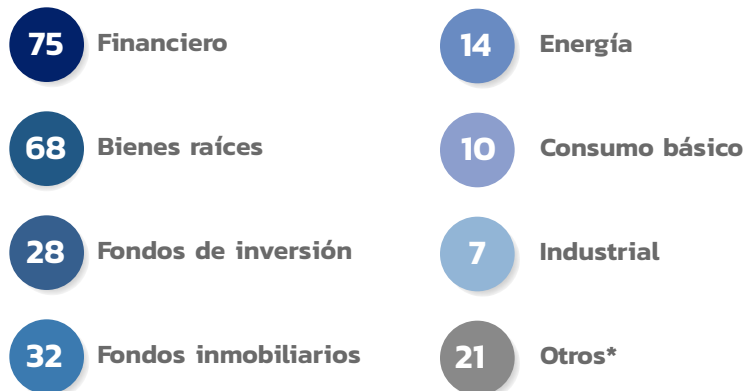 75 Financiero
68 Bienes raíces
28 Fondos de inversión
32 Fondos inmobiliarios
14 Energía
10 Consumo básico
7 Industrial
21 Otros*